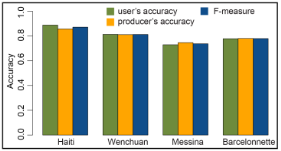 user's accuracy F-measure
producer's accuracy
Accuracy
1.0
0.8
0.6
0.4
0.2
0.0
Haiti Wenchuan Messina Barcelonnette